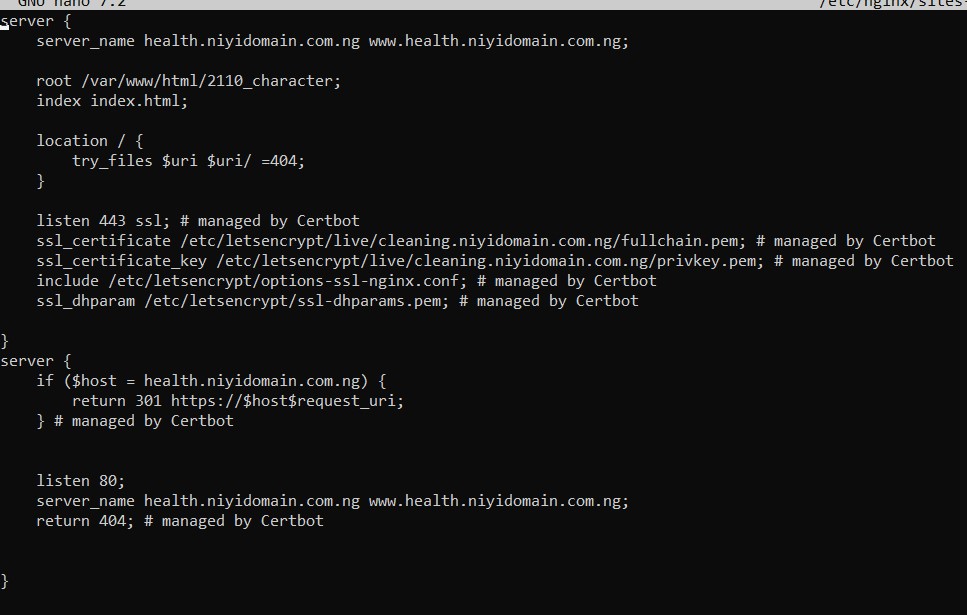 GNU nano 7.2 /etc/nginx/sites-
server {
    server_name health.niyidomain.com.ng www.health.niyidomain.com.ng;
    root /var/www/html/2110_character;
    index index.html;
    location / {
        try_files $uri $uri/ =404;
    }
    listen 443 ssl; # managed by Certbot
    ssl_certificate /etc/letsencrypt/live/cleaning.niyidomain.com.ng/fullchain.pem; # managed by Certbot
    ssl_certificate_key /etc/letsencrypt/live/cleaning.niyidomain.com.ng/privkey.pem; # managed by Certbot
    include /etc/letsencrypt/options-ssl-nginx.conf; # managed by Certbot
    ssl_dhparam /etc/letsencrypt/ssl-dhparams.pem; # managed by Certbot
}
server {
    if ($host = health.niyidomain.com.ng) {
        return 301 https://$host$request_uri;
    } # managed by Certbot
    listen 80;
    server_name health.niyidomain.com.ng www.health.niyidomain.com.ng;
    return 404; # managed by Certbot
}